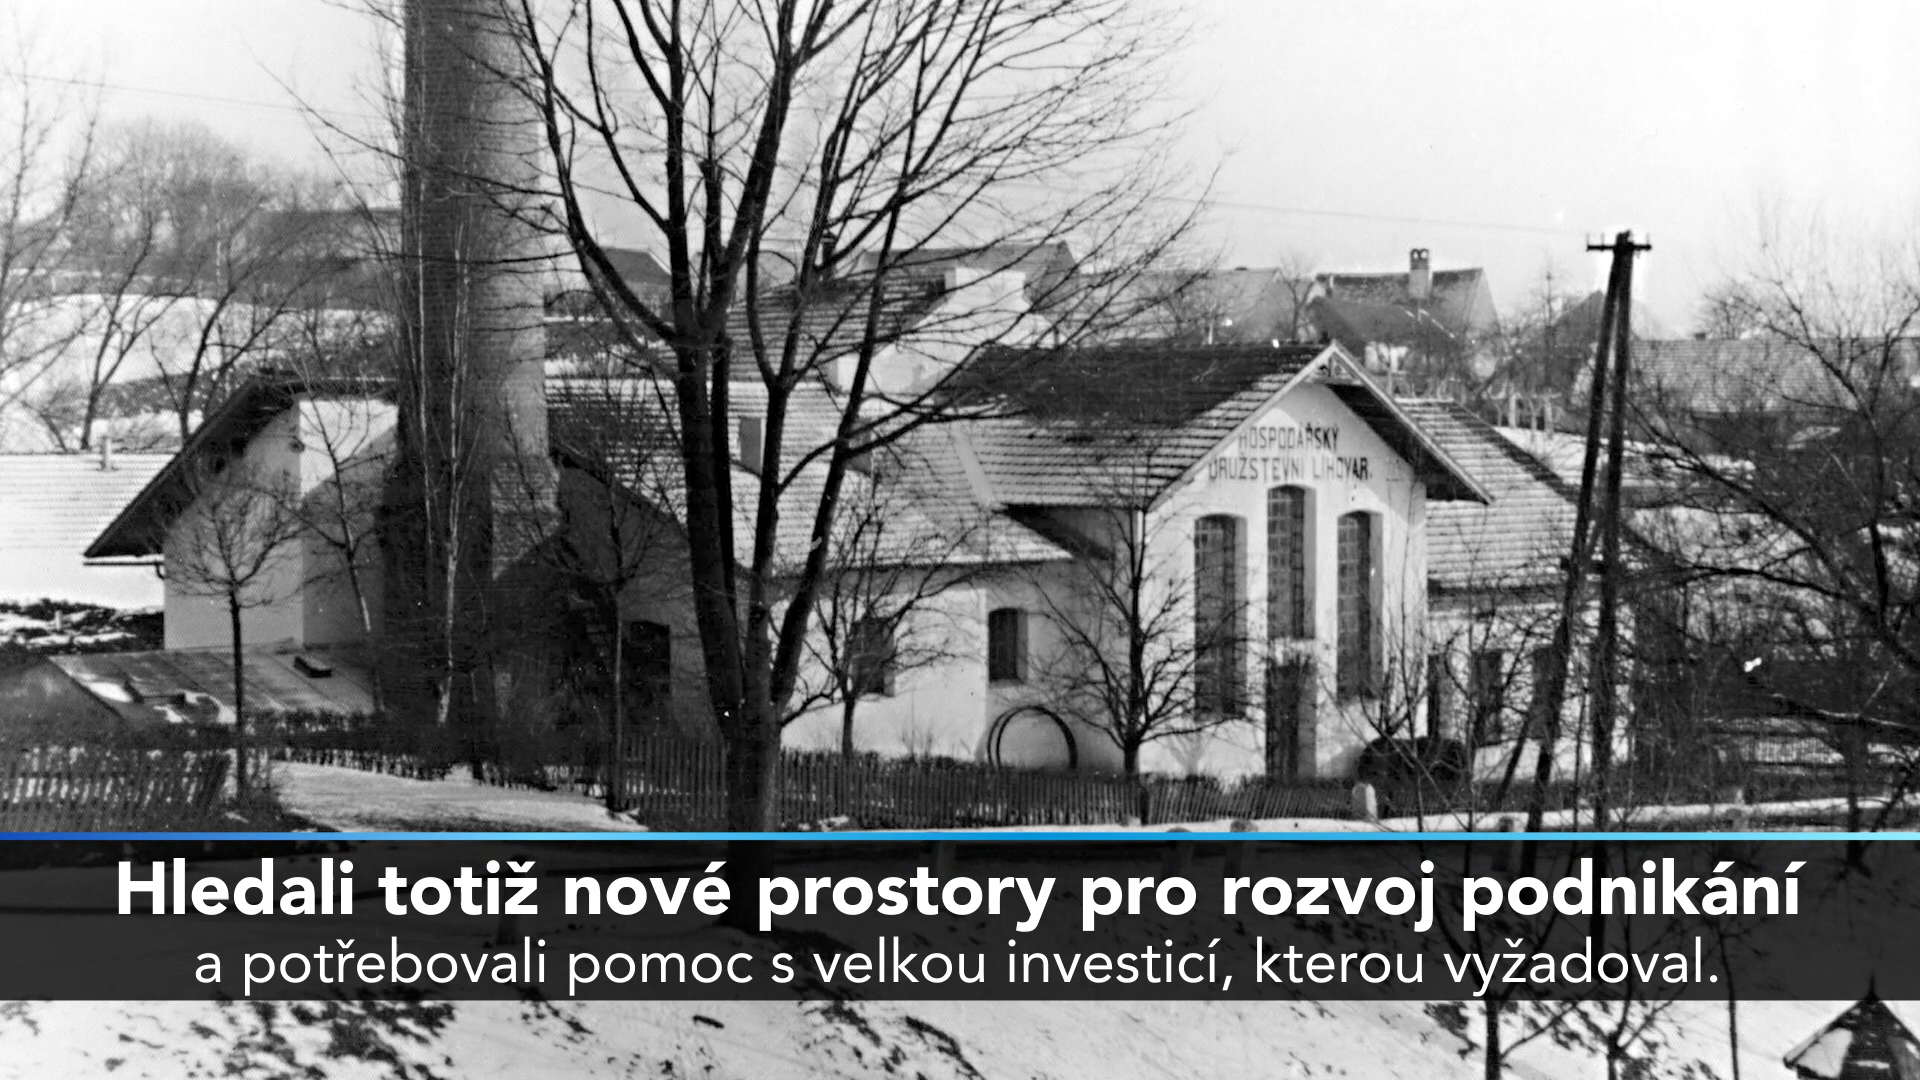 HOSPODÁŘSKÝ
DRUŽSTEVNÍ LIHOVAR.
Hledali totiž nové prostory pro rozvoj podnikání
a potřebovali pomoc s velkou investicí, kterou vyžadoval.